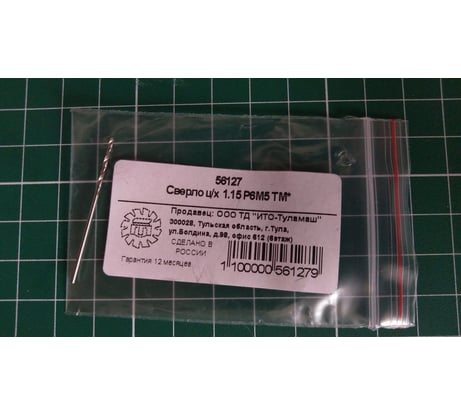 56127
Сверло ц/х 1.15 Р6М5 ТМ*
Продавец: ООО ТД "ИТО-Туламаш"
300028, Тульская область, г.Тула,
ул.Болдина, д.98, офис 612 (6этаж)
СДЕЛАНО В
РОССИИ
Гарантия 12 месяцев
1 100000 561279